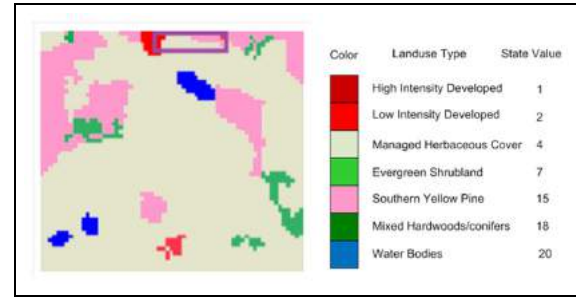 Color Landuse Type State Value
High Intensity Developed 1
Low Intensity Developed 2
Managed Herbaceous Cover 4
Evergreen Shrubland 7
Southern Yellow Pine 15
Mixed Hardwoods/conifers 18
Water Bodies 20